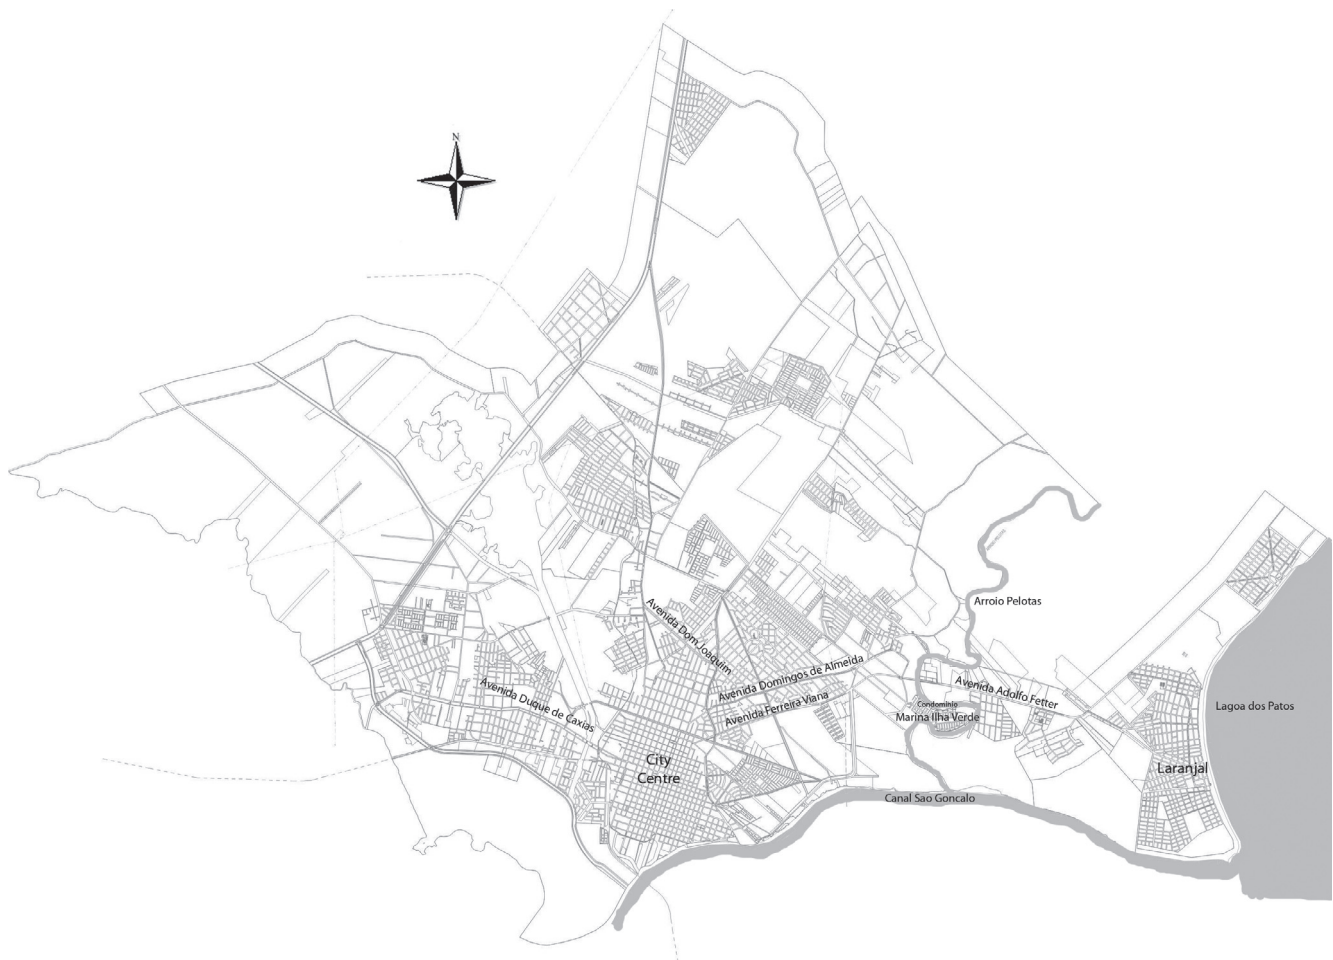 N
Arroio Pelotas
Avenida Dom Joaquim
Avenida Domingos de Almeida
Avenida Adolfo Fetter
Avenida Duque de Caxias
Avenida Ferreira Viana
Condomínio
Marina Ilha Verde
Lagoa dos Patos
City
Centre
Laranjal
Canal Sao Goncalo